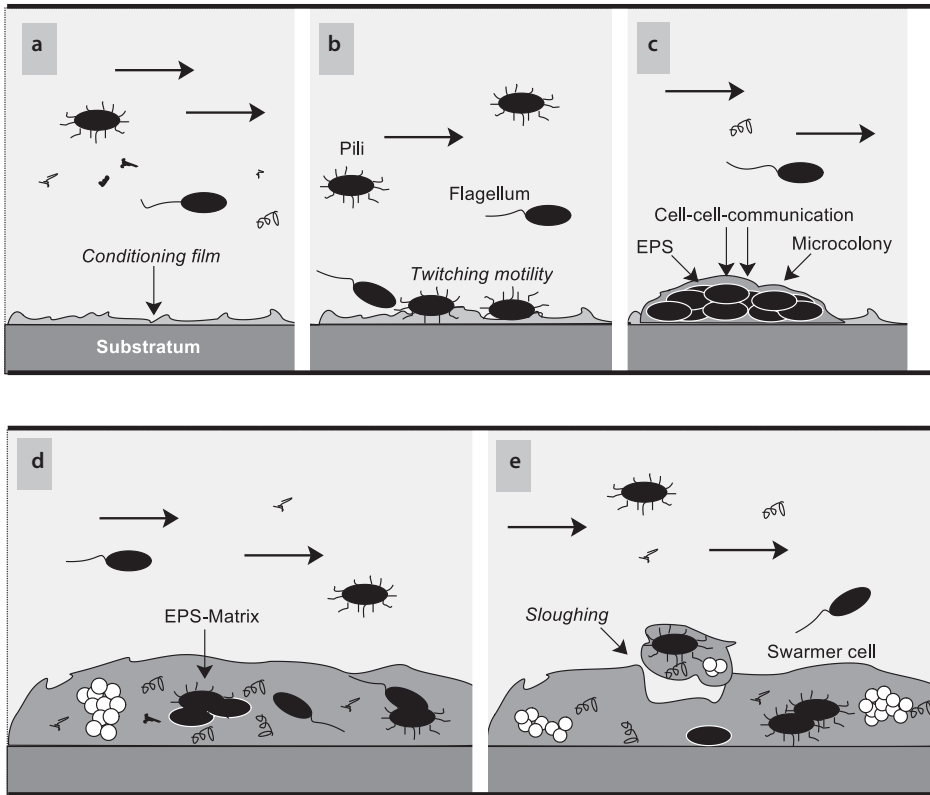 a
Conditioning film
Substratum
b
Pili
Flagellum
Twitching motility
c
Cell-cell-communication
EPS
Microcolony
d
EPS-Matrix
e
Sloughing
Swarmer cell